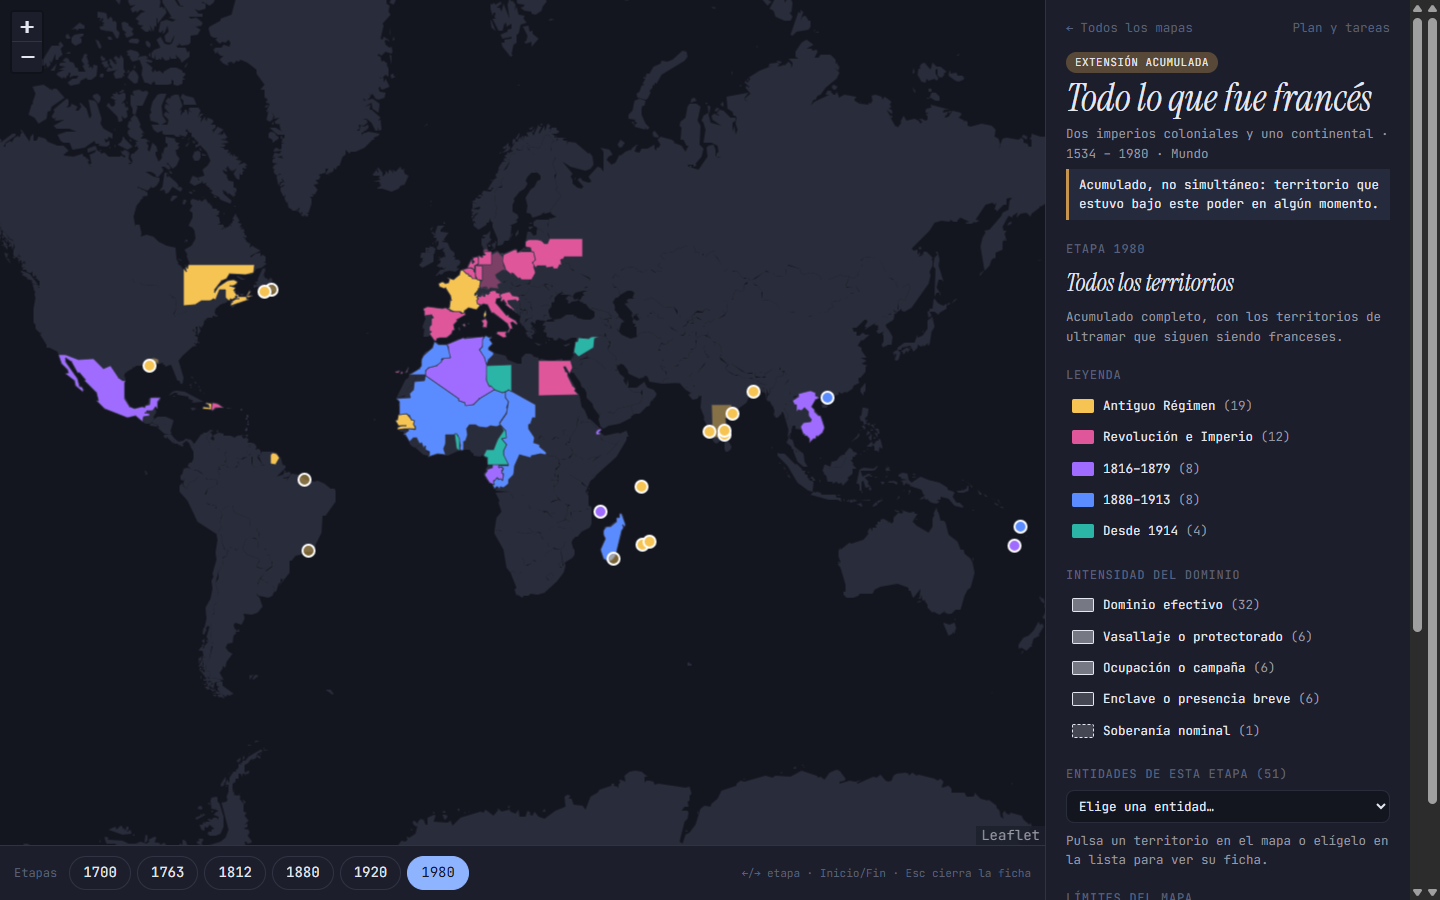 +
−
← Todos los mapas
Plan y tareas
EXTENSIÓN ACUMULADA
Todo lo que fue francés
Dos imperios coloniales y uno continental ·
1534 – 1980 · Mundo
Acumulado, no simultáneo: territorio que
estuvo bajo este poder en algún momento.
ETAPA 1980
Todos los territorios
Acumulado completo, con los territorios de
ultramar que siguen siendo franceses.
LEYENDA
Antiguo Régimen (19)
Revolución e Imperio (12)
1816–1879 (8)
1880–1913 (8)
Desde 1914 (4)
INTENSIDAD DEL DOMINIO
Dominio efectivo (32)
Vasallaje o protectorado (6)
Ocupación o campaña (6)
Enclave o presencia breve (6)
Soberanía nominal (1)
ENTIDADES DE ESTA ETAPA (51)
Elige una entidad…
Pulsa un territorio en el mapa o elígelo en
la lista para ver su ficha.
LÍMITES DEL MAPA
Leaflet
Etapas 1700 1763 1812 1880 1920 1980
←/→ etapa · Inicio/Fin · Esc cierra la ficha